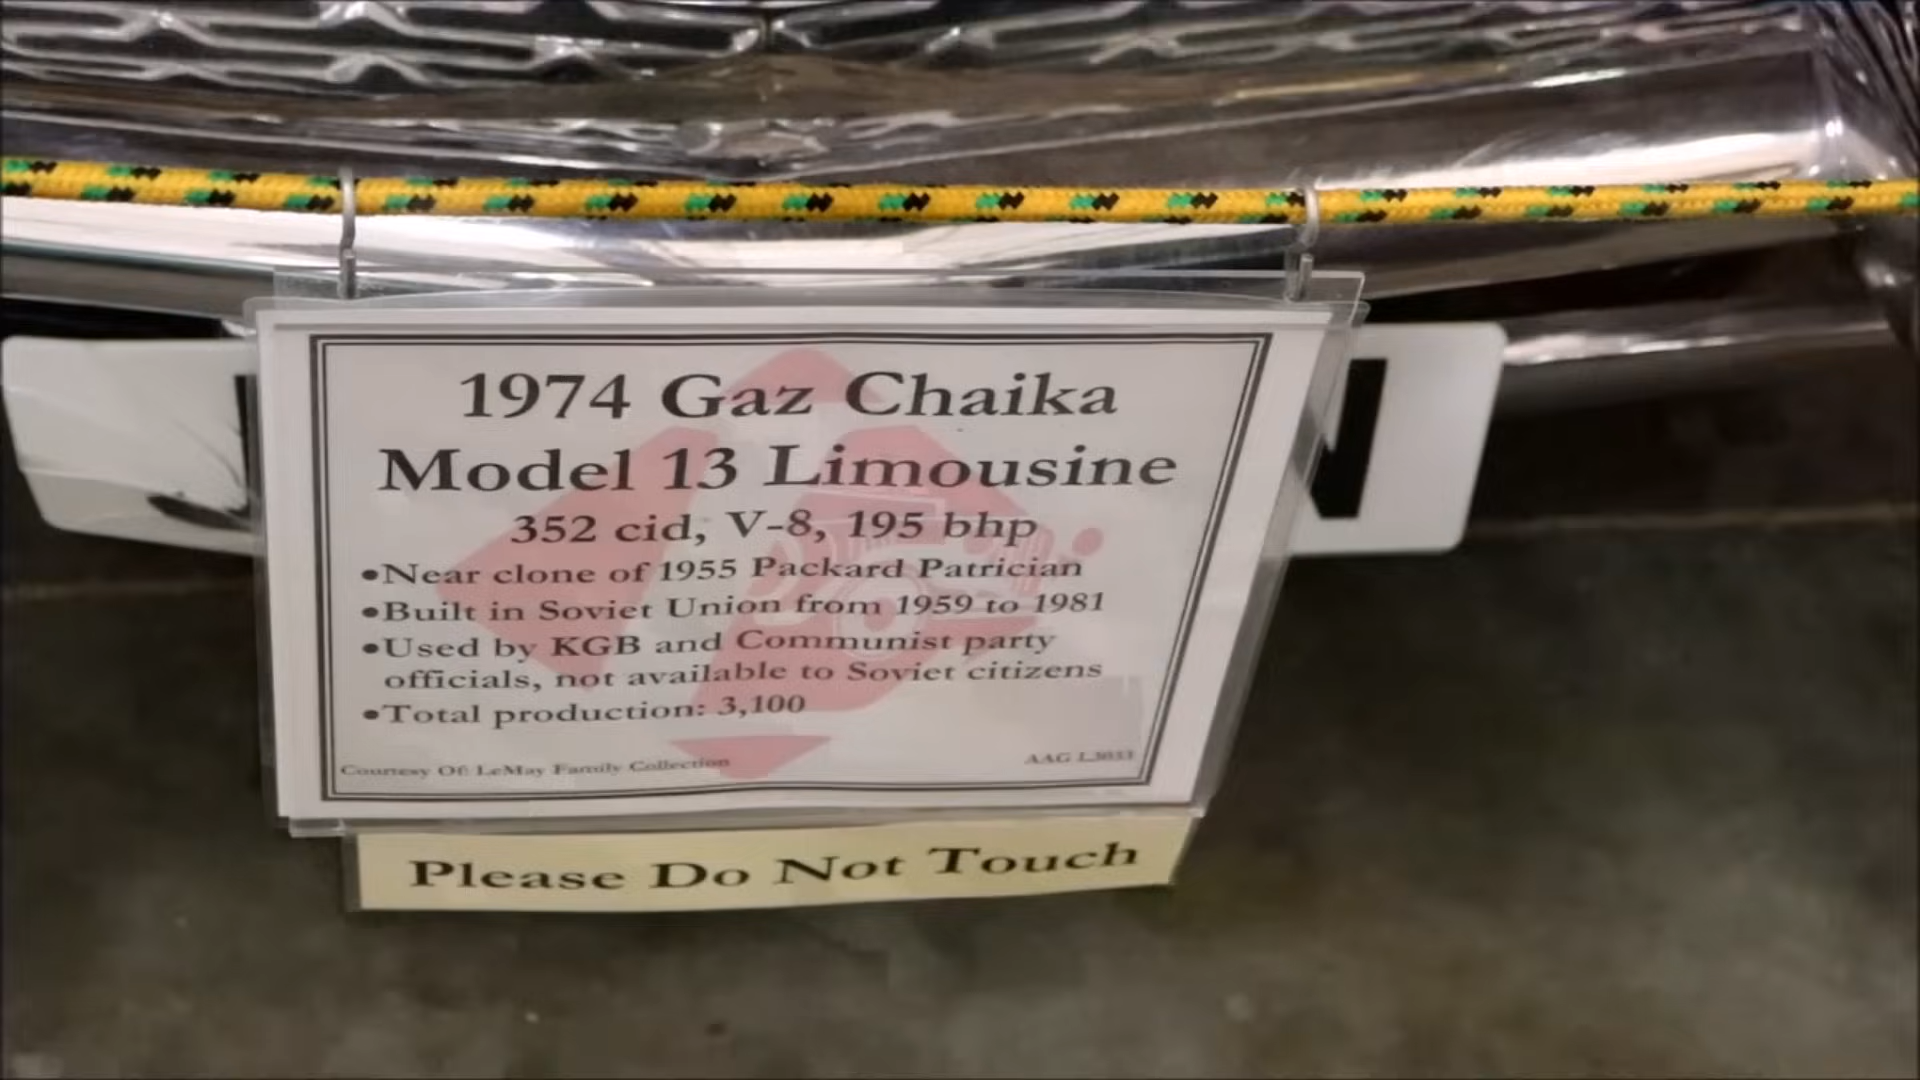 1974 Gaz Chaika
Model 13 Limousine
352 cid, V-8, 195 bhp
•Near clone of 1955 Packard Patrician
•Built in Soviet Union from 1959 to 1981
•Used by KGB and Communist party
officials, not available to Soviet citizens
•Total production: 3,100
Courtesy Of: LeMay Family Collection
AAG
Please Do Not Touch